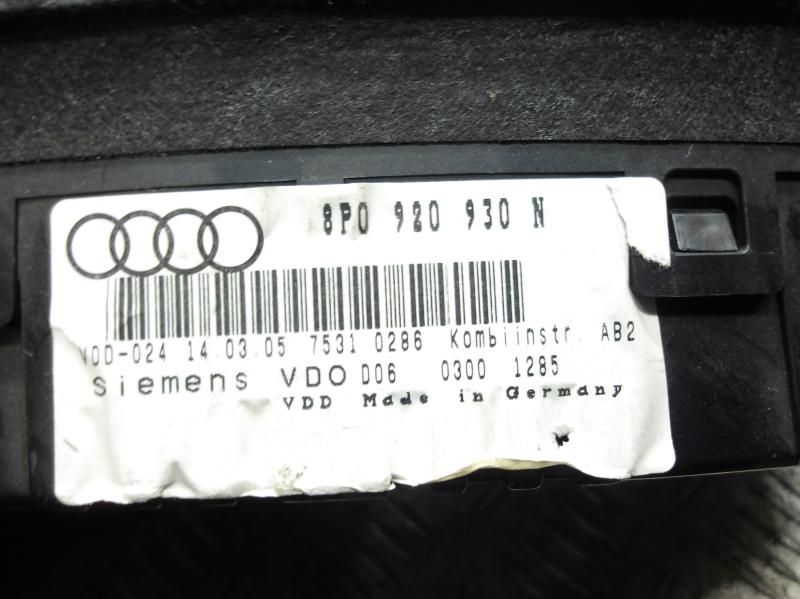 8P0 920 930 N
VDD-024 14.03.05 7531 0286 Kombiinstr. AB2
siemens VDO D06 0300 1285
VDD Made in Germany